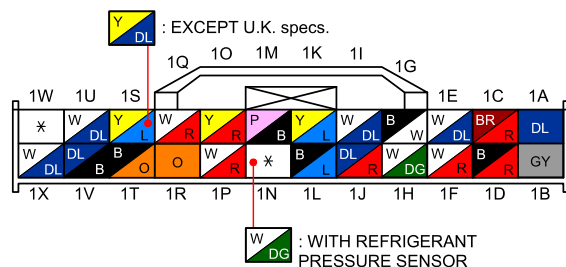 Y DL : EXCEPT U.K. specs.
1Q 1O 1M 1K 1I 1G
1W 1U 1S 1E 1C 1A
* W DL Y L W R Y R P B Y L W DL B W W DL BR R DL
W DL DL B B O O W R * B L DL R W DG W R B R GY
1X 1V 1T 1R 1P 1N 1L 1J 1H 1F 1D 1B
W DG : WITH REFRIGERANT
PRESSURE SENSOR